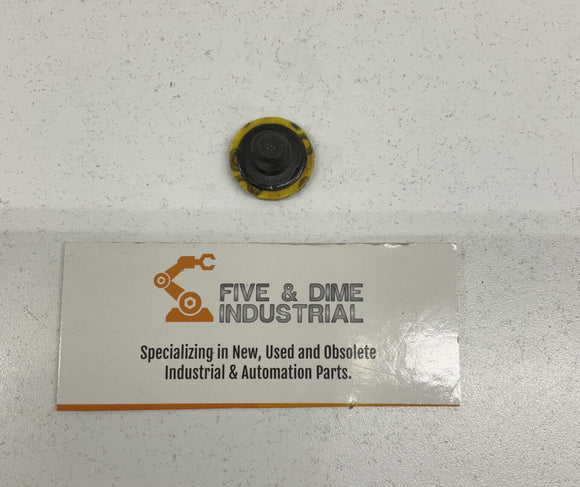 FIVE & DIME
INDUSTRIAL
Specializing in New, Used and Obsolete
Industrial & Automation Parts.